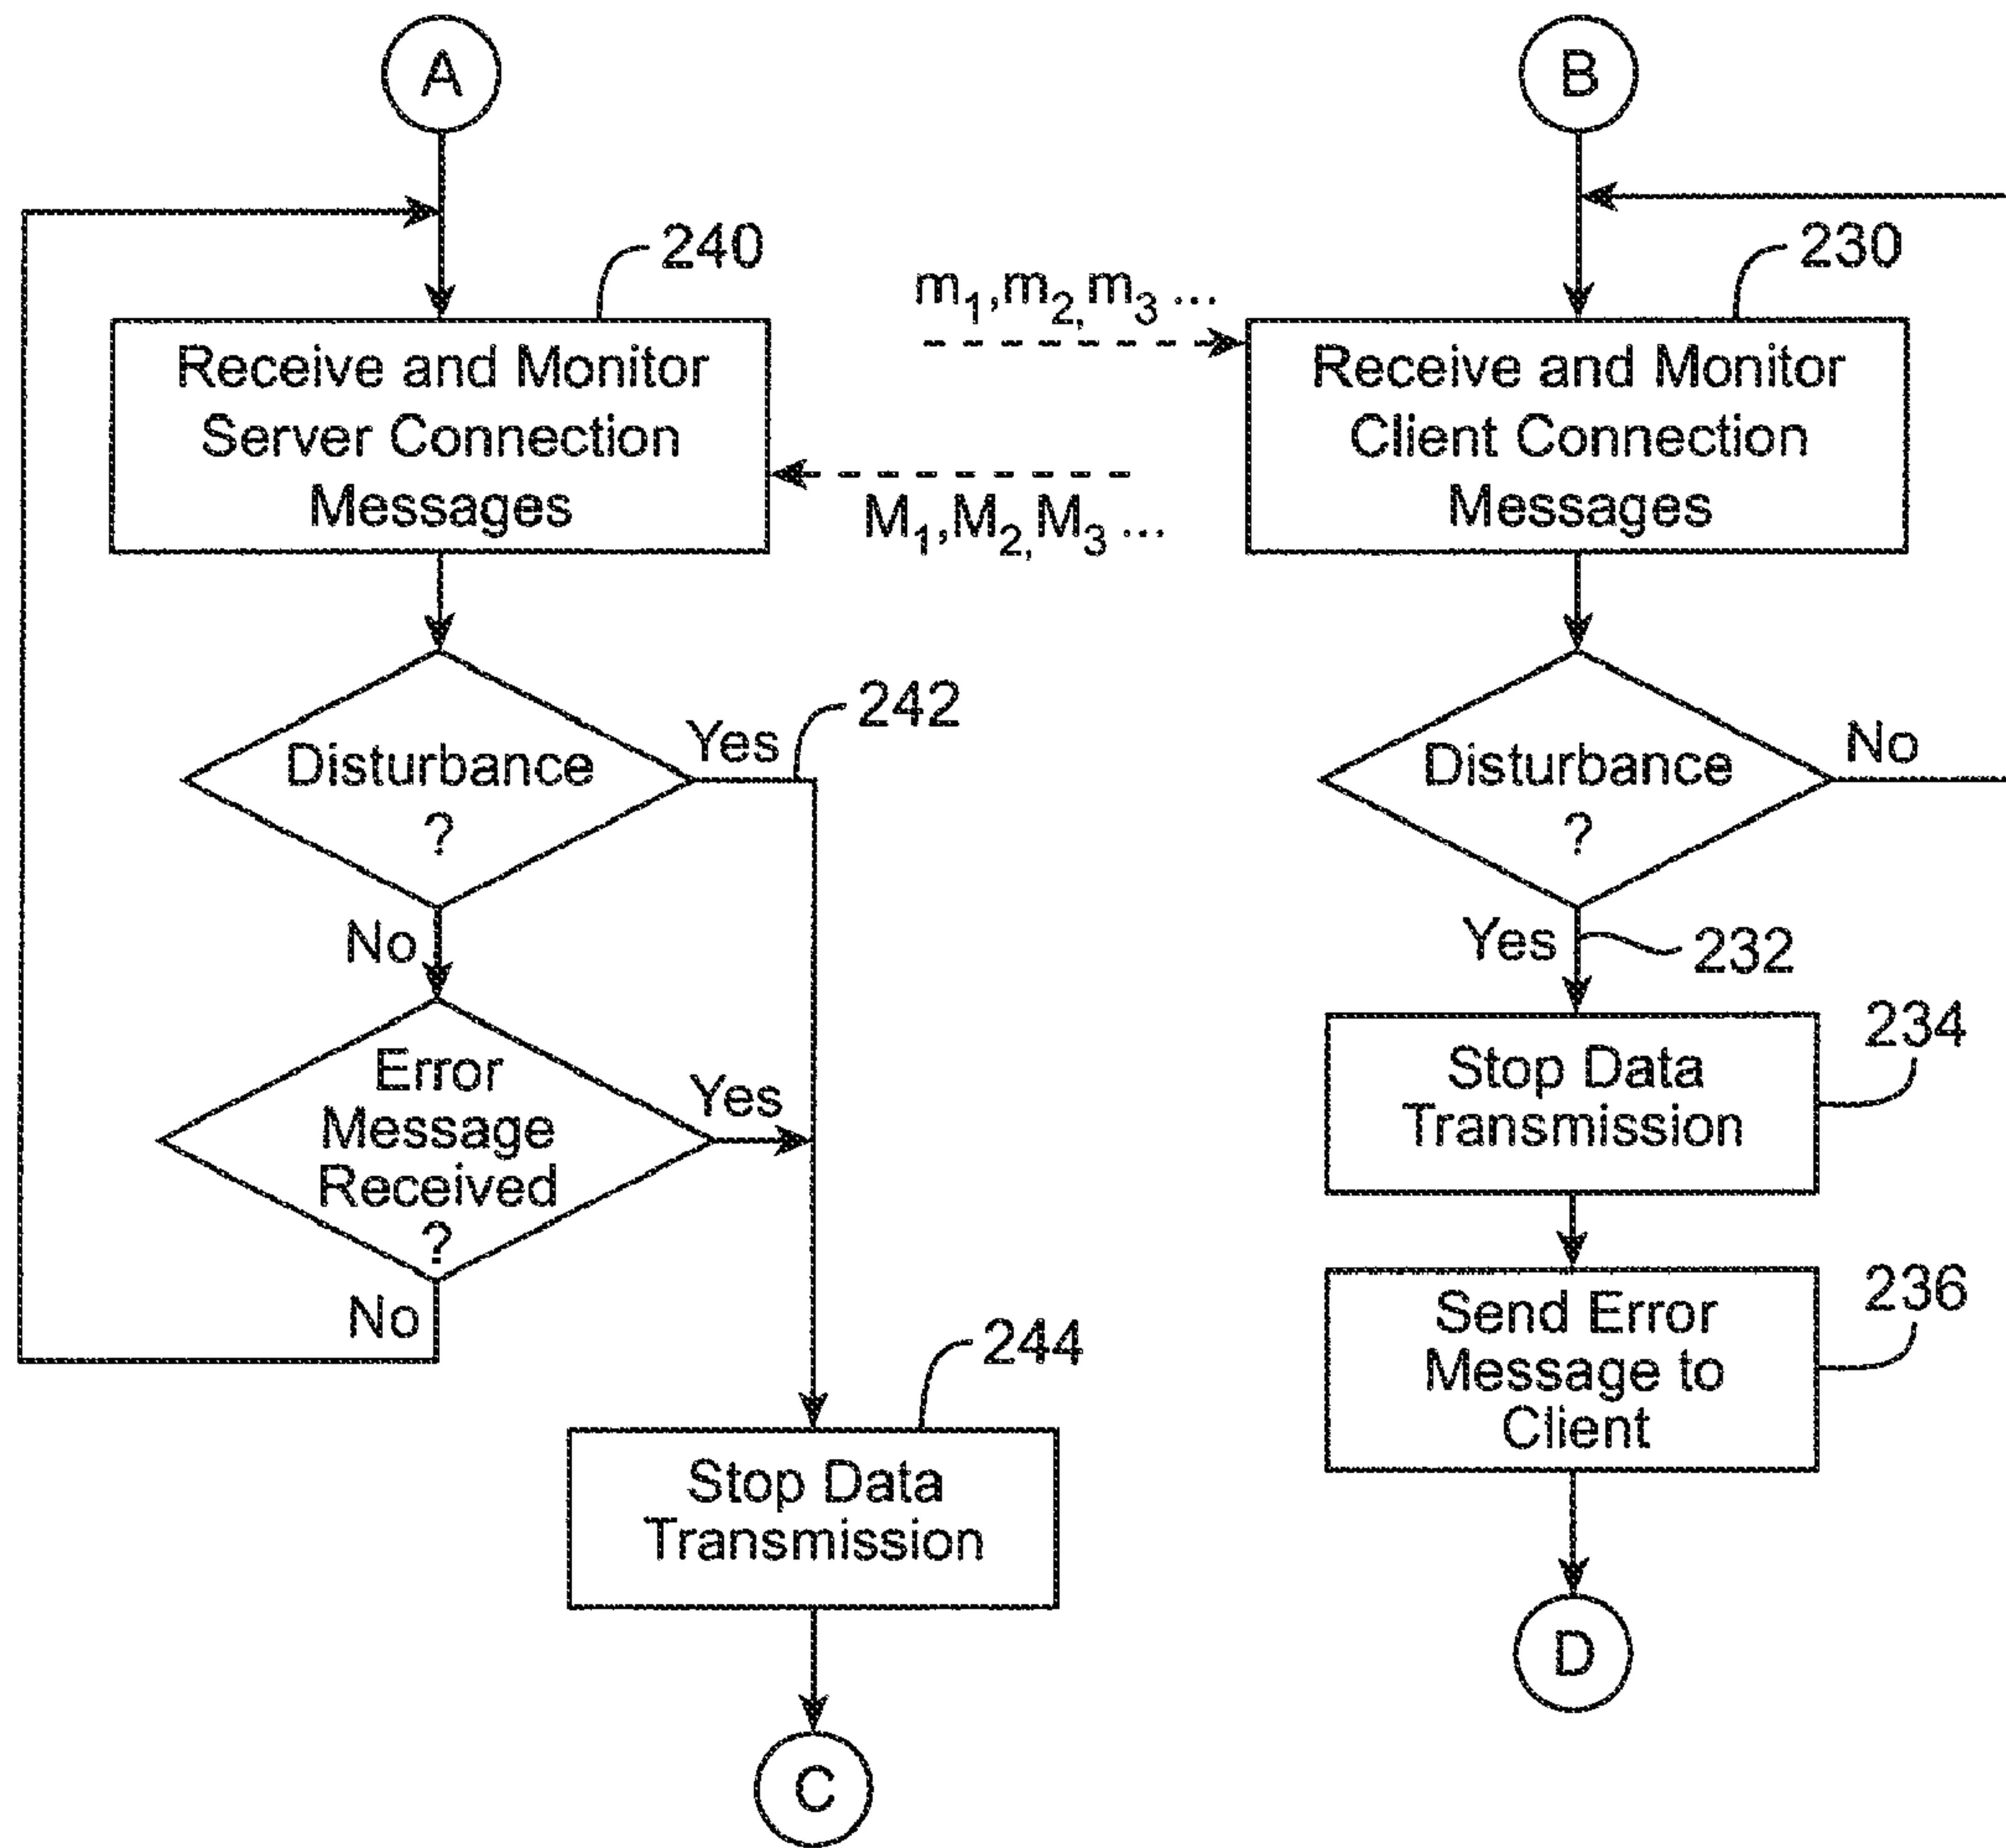 A
B
240
230
m1,m2,m3 ...
Receive and Monitor
Server Connection
Messages
Receive and Monitor
Client Connection
Messages
M1,M2,M3 ...
Disturbance
?
Yes
242
Disturbance
?
No
No
Yes
232
Error
Message
Received
?
Yes
No
234
Stop Data
Transmission
236
Send Error
Message to
Client
244
Stop Data
Transmission
D
C